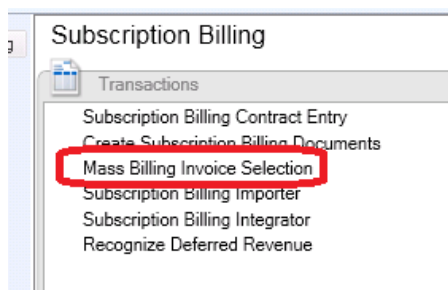 Subscription Billing
Transactions
Subscription Billing Contract Entry
Create Subscription Billing Documents
Mass Billing Invoice Selection
Subscription Billing Importer
Subscription Billing Integrator
Recognize Deferred Revenue